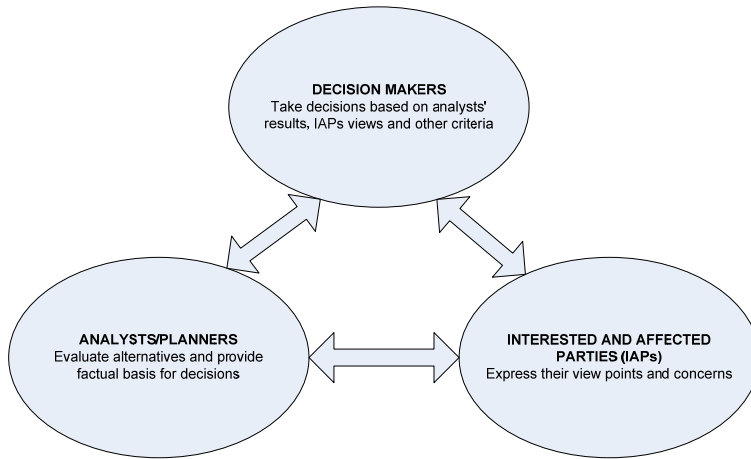 DECISION MAKERS
Take decisions based on analysts'
results, IAPs views and other criteria
ANALYSTS/PLANNERS
Evaluate alternatives and provide
factual basis for decisions
INTERESTED AND AFFECTED
PARTIES (IAPs)
Express their view points and concerns